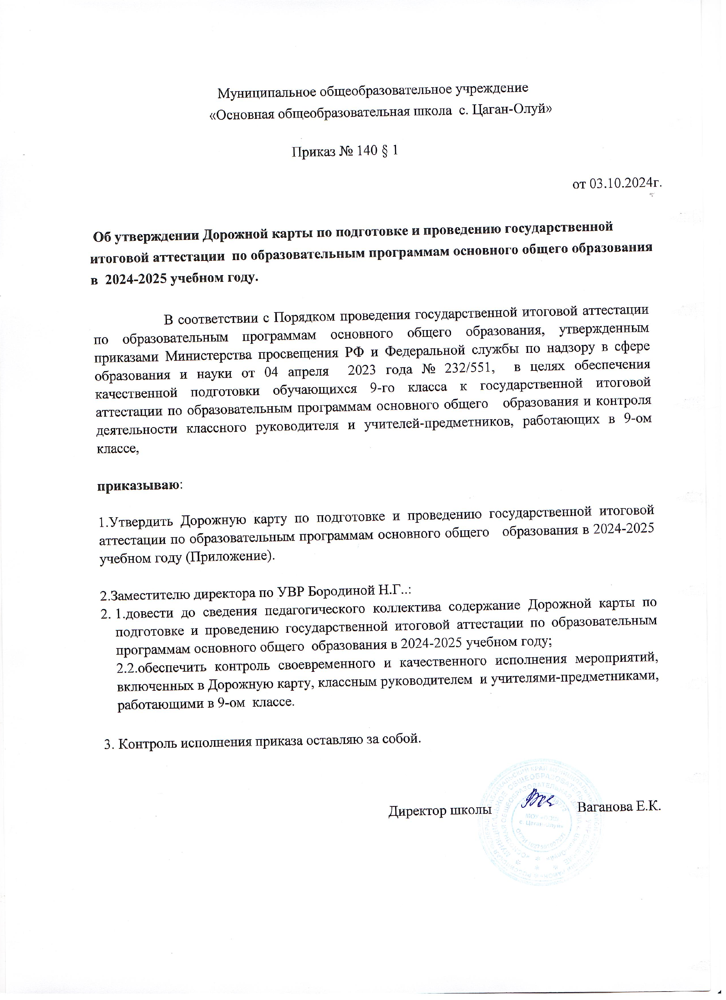 Муниципальное общеобразовательное учреждение
«Основная общеобразовательная школа с. Цаган-Олуй»
Приказ № 140 § 1
от 03.10.2024г.
Об утверждении Дорожной карты по подготовке и проведению государственной
итоговой аттестации по образовательным программам основного общего образования
в 2024-2025 учебном году.
В соответствии с Порядком проведения государственной итоговой аттестации
по образовательным программам основного общего образования, утвержденным
приказами Министерства просвещения РФ и Федеральной службы по надзору в сфере
образования и науки от 04 апреля 2023 года № 232/551, в целях обеспечения
качественной подготовки обучающихся 9-го класса к государственной итоговой
аттестации по образовательным программам основного общего образования и контроля
деятельности классного руководителя и учителей-предметников, работающих в 9-ом
классе,
приказываю:
1.Утвердить Дорожную карту по подготовке и проведению государственной итоговой
аттестации по образовательным программам основного общего образования в 2024-2025
учебном году (Приложение).
2.Заместителю директора по УВР Бородиной Н.Г..:
2. 1.довести до сведения педагогического коллектива содержание Дорожной карты по
подготовке и проведению государственной итоговой аттестации по образовательным
программам основного общего образования в 2024-2025 учебном году;
2.2.обеспечить контроль своевременного и качественного исполнения мероприятий,
включенных в Дорожную карту, классным руководителем и учителями-предметниками,
работающими в 9-ом классе.
3. Контроль исполнения приказа оставляю за собой.
Директор школы Ваганова Е.К.
МОУ «ООШ
с. Цаган-Олуй»